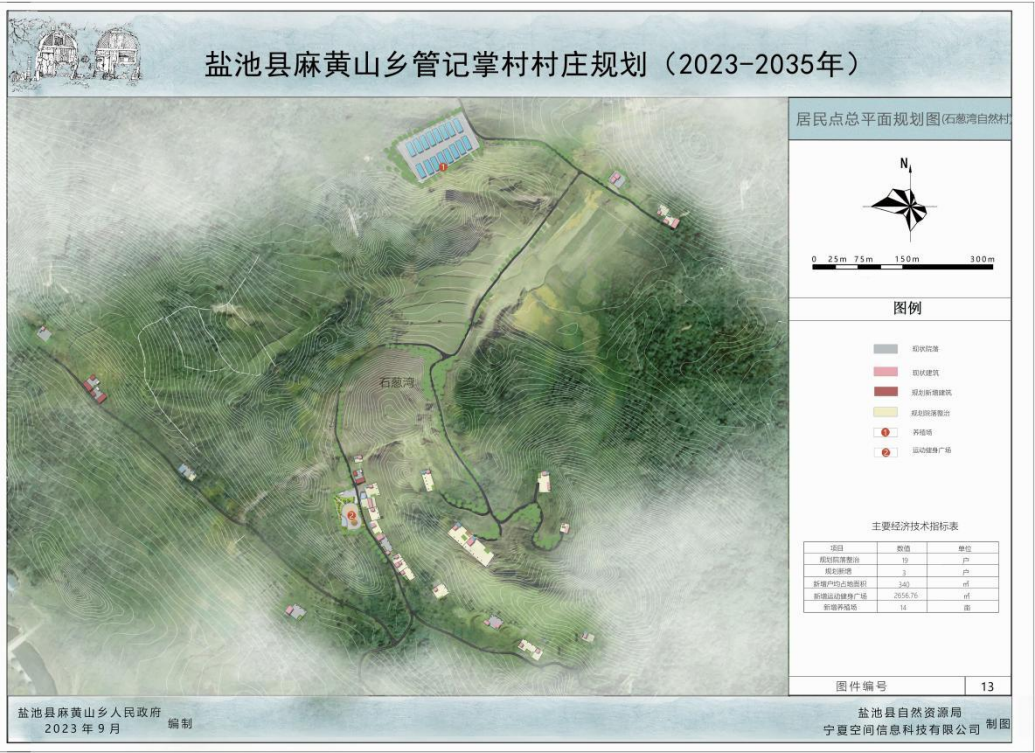 盐池县麻黄山乡管记掌村村庄规划（2023-2035年）
居民点总平面规划图(石葱湾自然村)
N
0 25m 75m 150m 300m
图例
现状院落
现状建筑
规划新增建筑
规划院落整治
1 养殖场
2 运动健身广场
1
石葱湾
2
主要经济技术指标表
项目 数值 单位
规划院落整治 19 户
规划新增 3 户
新增户均占地面积 340 ㎡
新增运动健身广场 2656.76 ㎡
新增养殖场 14 亩
图件编号 13
盐池县麻黄山乡人民政府
2023年9月 编制
盐池县自然资源局
宁夏空间信息科技有限公司 制图